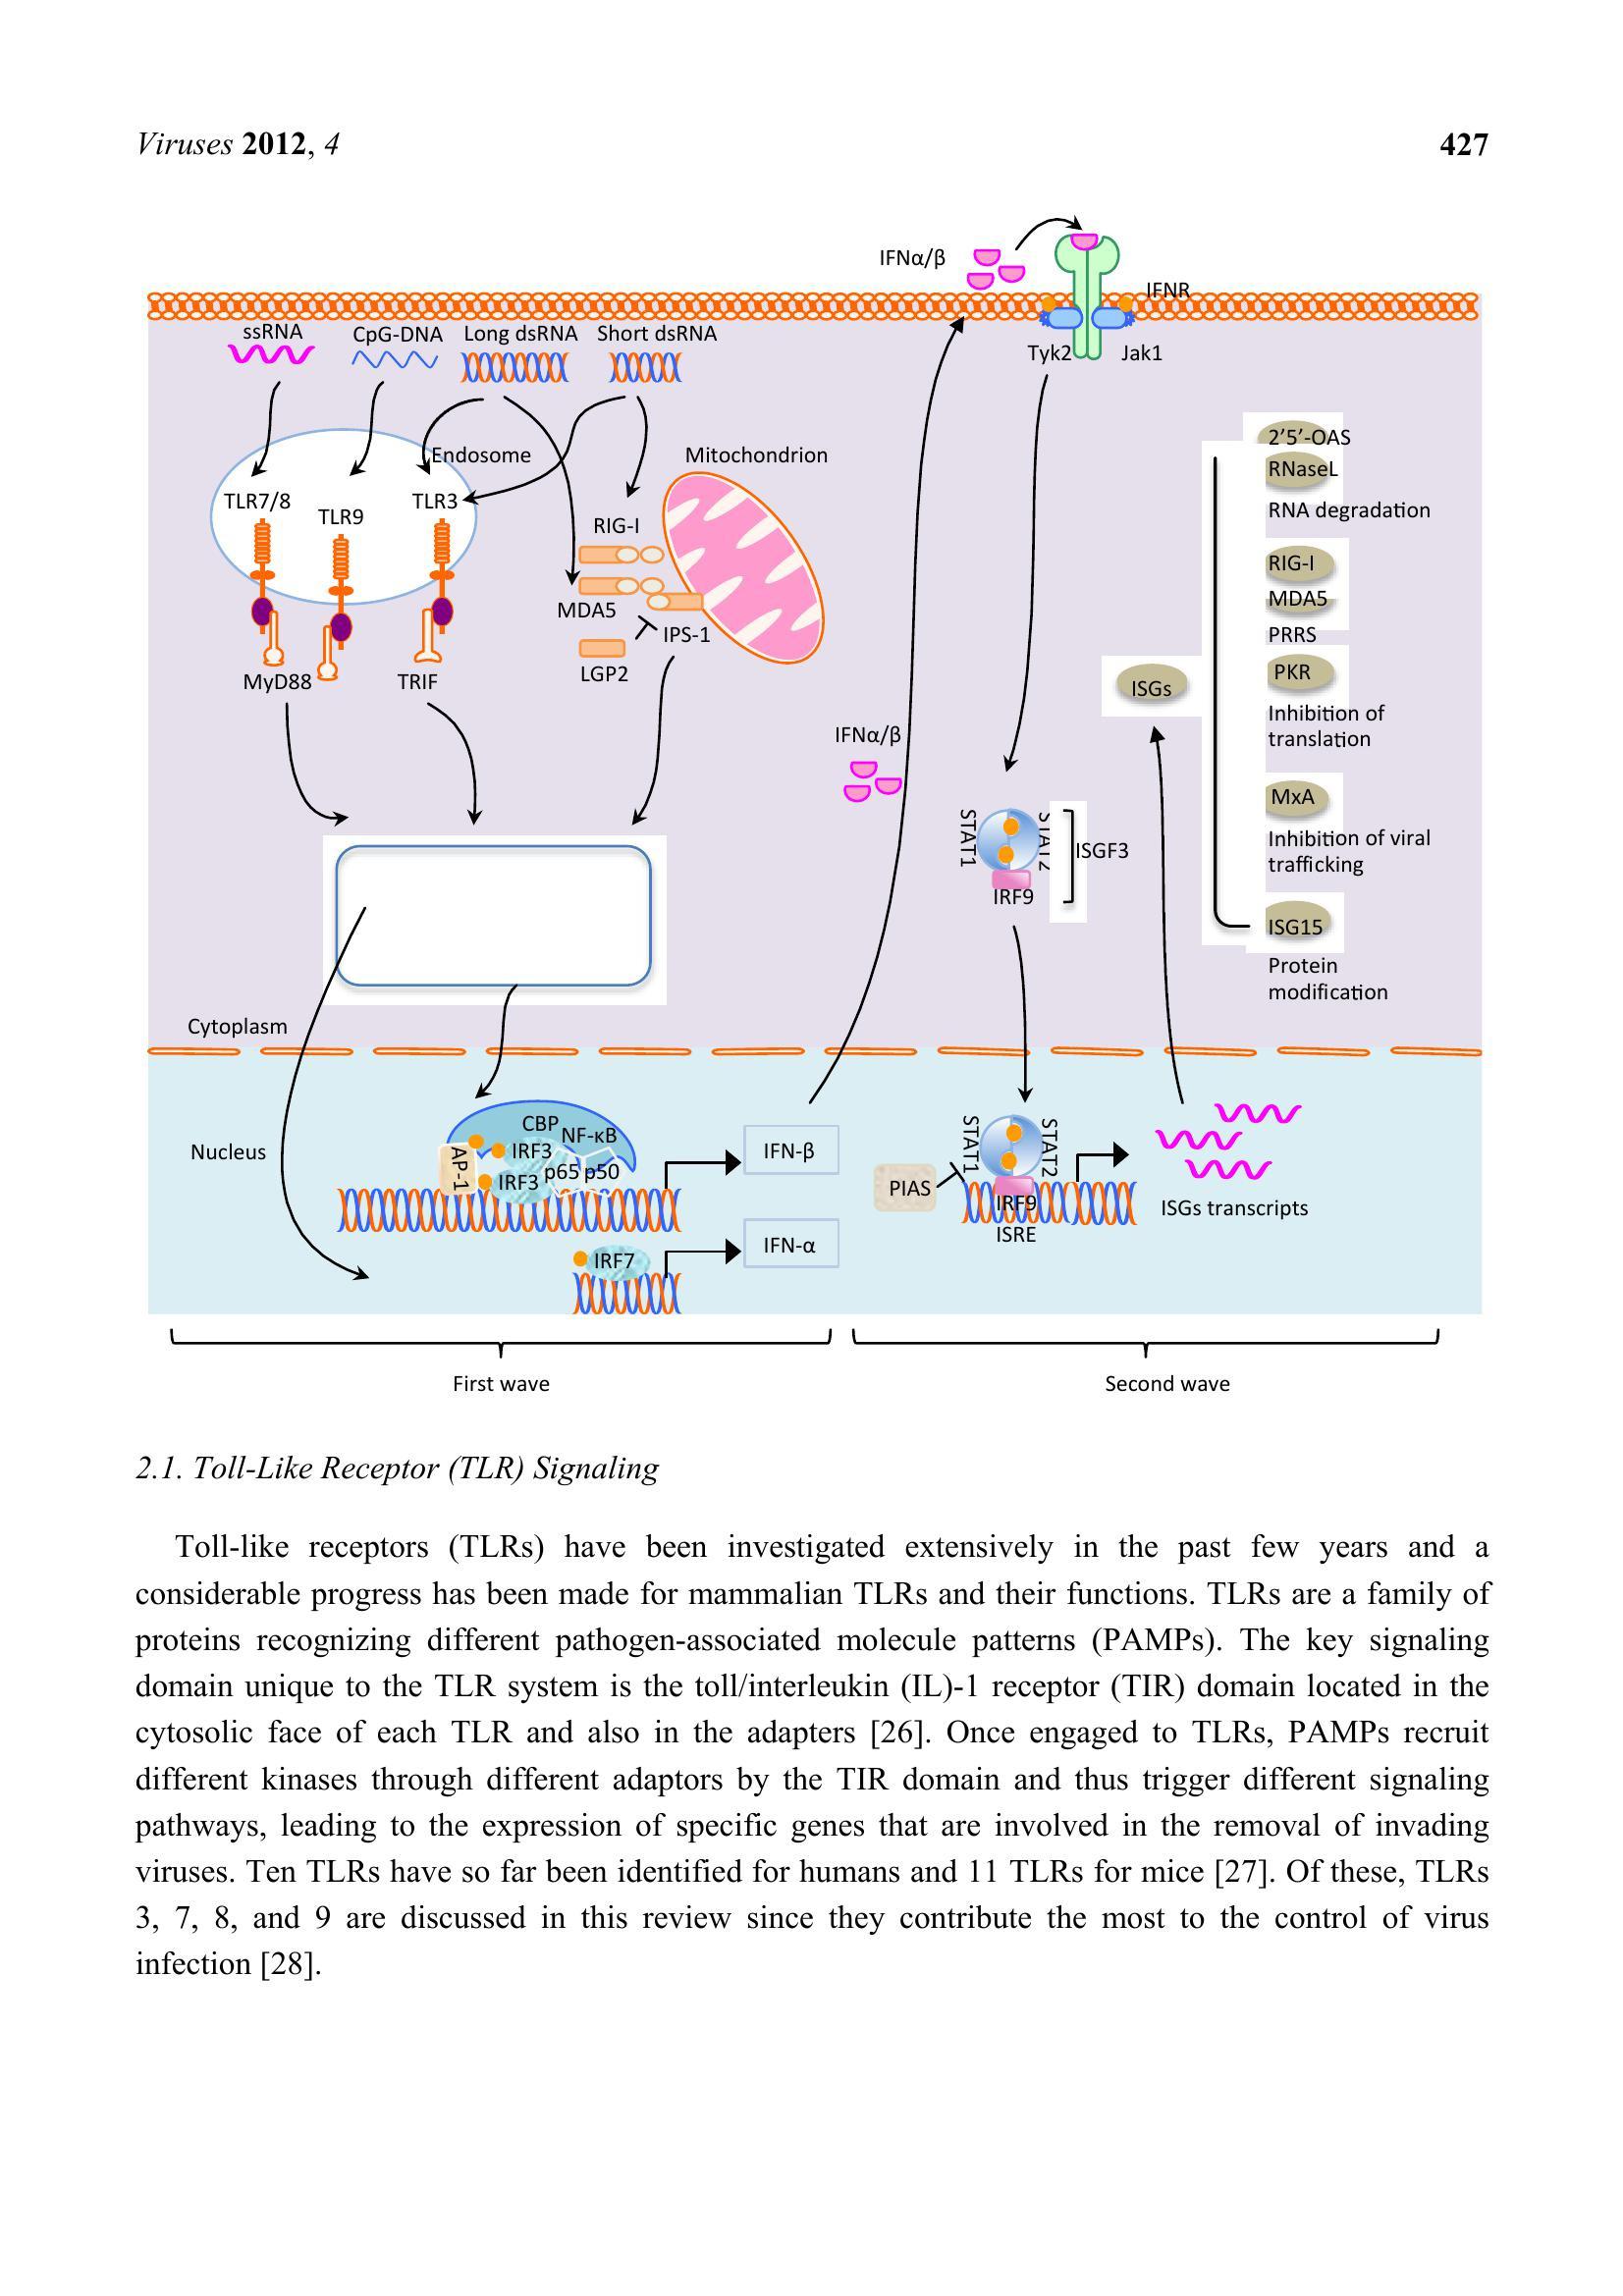 Viruses 2012, 4
427
IFNα/β
IFNR
ssRNA
CpG-DNA
Long dsRNA
Short dsRNA
Tyk2
Jak1
Endosome
Mitochondrion
TLR7/8
TLR9
TLR3
RIG-I
MDA5
IPS-1
LGP2
MyD88
TRIF
IFNα/β
2’5’-OAS
RNaseL
RNA degradation
RIG-I
MDA5
PRRS
ISGs
PKR
Inhibition of
translation
MxA
Inhibition of viral
trafficking
ISG15
Protein
modification
STAT1
STAT2
ISGF3
IRF9
Cytoplasm
Nucleus
CBP
NF-κB
AP-1
IRF3
IRF3
p65
p50
IFN-β
IRF7
IFN-α
PIAS
STAT1
STAT2
IRF9
ISRE
ISGs transcripts
First wave
Second wave
2.1. Toll-Like Receptor (TLR) Signaling
Toll-like receptors (TLRs) have been investigated extensively in the past few years and a
considerable progress has been made for mammalian TLRs and their functions. TLRs are a family of
proteins recognizing different pathogen-associated molecule patterns (PAMPs). The key signaling
domain unique to the TLR system is the toll/interleukin (IL)-1 receptor (TIR) domain located in the
cytosolic face of each TLR and also in the adapters [26]. Once engaged to TLRs, PAMPs recruit
different kinases through different adaptors by the TIR domain and thus trigger different signaling
pathways, leading to the expression of specific genes that are involved in the removal of invading
viruses. Ten TLRs have so far been identified for humans and 11 TLRs for mice [27]. Of these, TLRs
3, 7, 8, and 9 are discussed in this review since they contribute the most to the control of virus
infection [28].